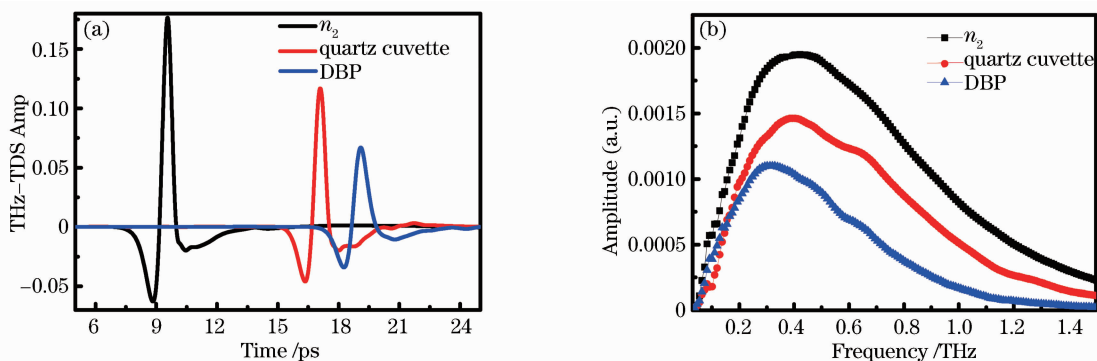 (a)
n₂
quartz cuvette
DBP
THz-TDS Amp
0.15
0.10
0.05
0
−0.05
6 9 12 15 18 21 24
Time /ps
(b)
n₂
quartz cuvette
DBP
Amplitude (a.u.)
0.0020
0.0015
0.0010
0.0005
0
0.2 0.4 0.6 0.8 1.0 1.2 1.4
Frequency /THz